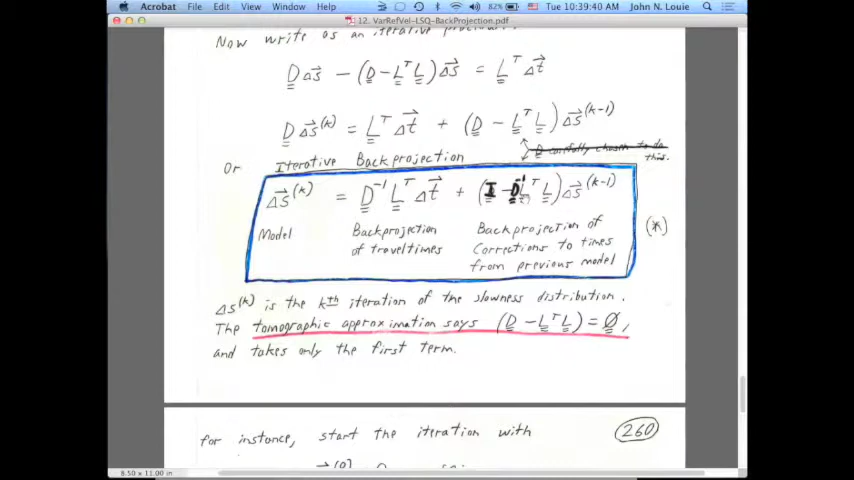 Acrobat File Edit View Window Help (82%) Tue 10:39:40 AM John N. Louie
12. VarRefVel-LSQ-BackProjection.pdf
Now write as an iterative
D Δs − (D − LᵀL) Δs = Lᵀ Δt
D Δs⁽ᵏ⁾ = Lᵀ Δt + (D − LᵀL) Δs⁽ᵏ⁻¹⁾
D carefully chosen to do this.
Or Iterative Backprojection
Δs⁽ᵏ⁾ = D⁻¹ Lᵀ Δt + (I − D⁻¹LᵀL) Δs⁽ᵏ⁻¹⁾
Model Backprojection of traveltimes Backprojection of Corrections to times from previous model (*)
Δs⁽ᵏ⁾ is the kth iteration of the slowness distribution.
The tomographic approximation says (D − LᵀL) = 0,
and takes only the first term.
for instance, start the iteration with 260
8.50 x 11.00 in